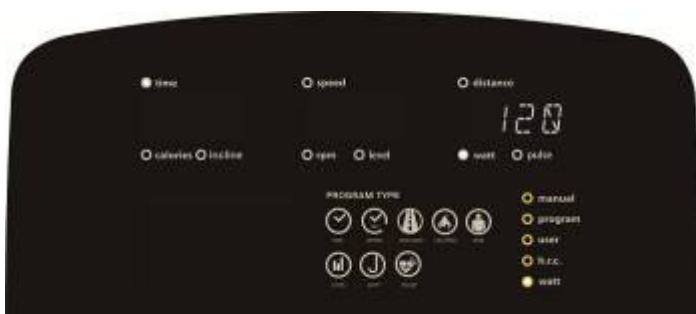 time speed distance
120
calories incline rpm level watt pulse
PROGRAM TYPE
manual
program
user
h.r.c.
watt